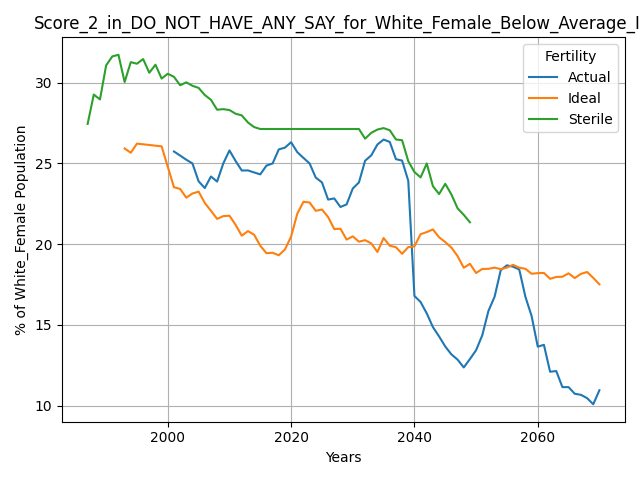 Score_2_in_DO_NOT_HAVE_ANY_SAY_for_White_Female_Below_Average_I
Fertility
Actual
Ideal
Sterile
% of White_Female Population
30
25
20
15
10
2000 2020 2040 2060
Years